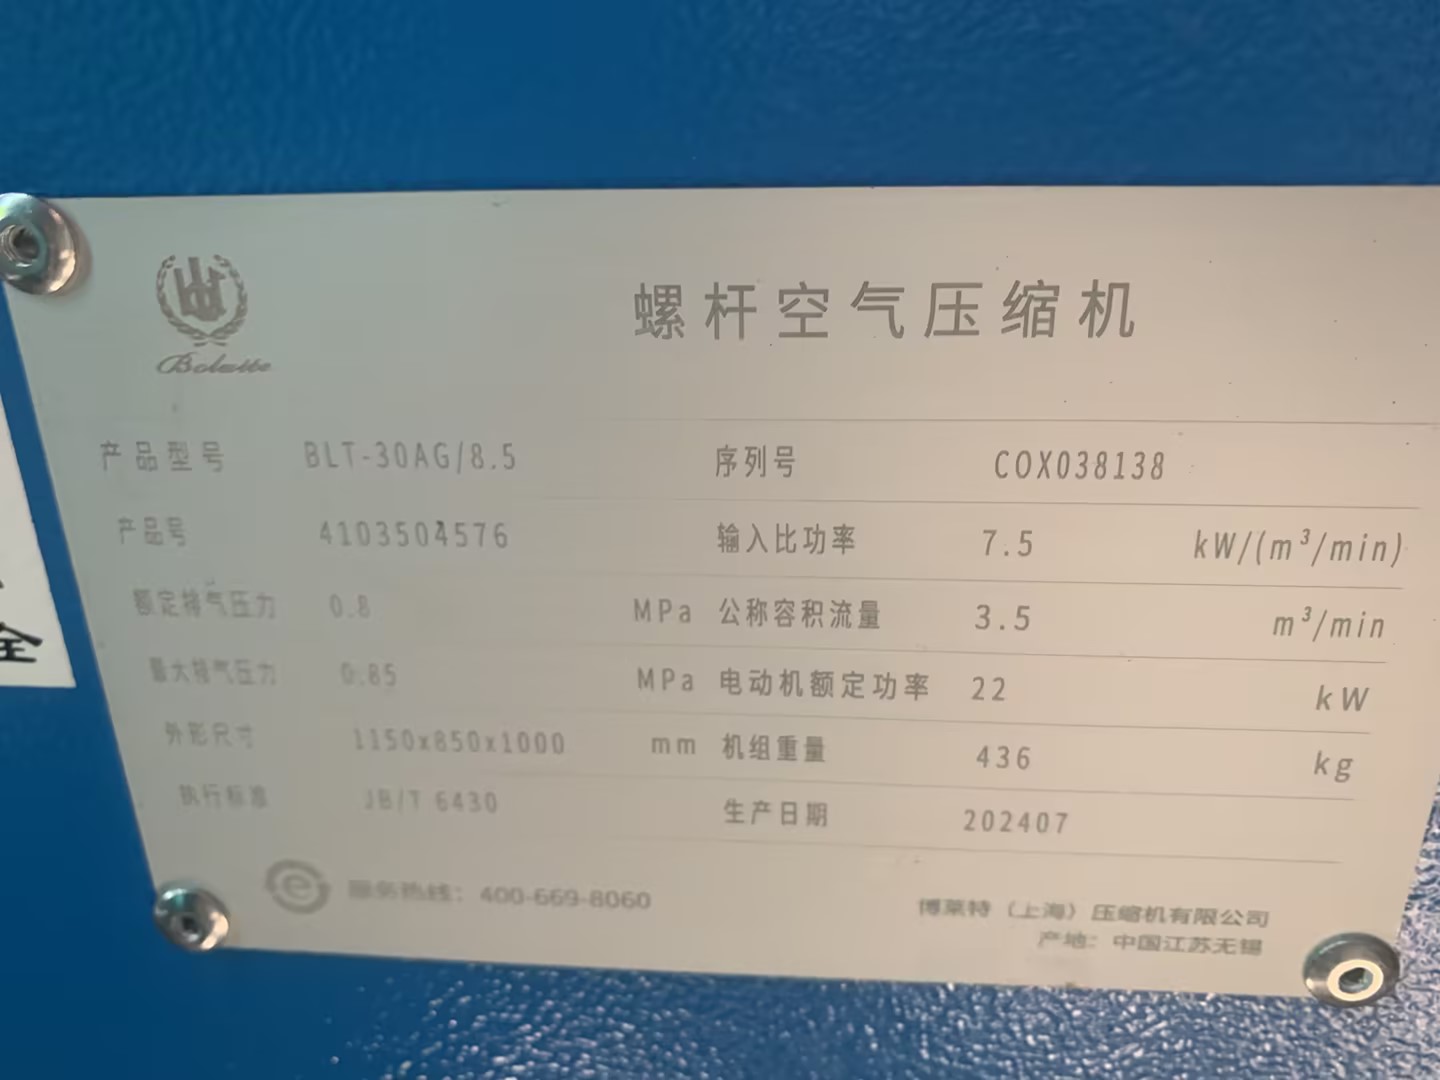 Bolaite
螺杆空气压缩机
产品型号 BLT-30AG/8.5 序列号 COX038138
产品号 4103504576 输入比功率 7.5 kW/(m³/min)
额定排气压力 0.8 MPa 公称容积流量 3.5 m³/min
最大排气压力 0.85 MPa 电动机额定功率 22 kW
外形尺寸 1150x850x1000 mm 机组重量 436 kg
执行标准 JB/T 6430 生产日期 202407
服务热线：400-669-8060
博莱特（上海）压缩机有限公司
产地：中国江苏无锡
全